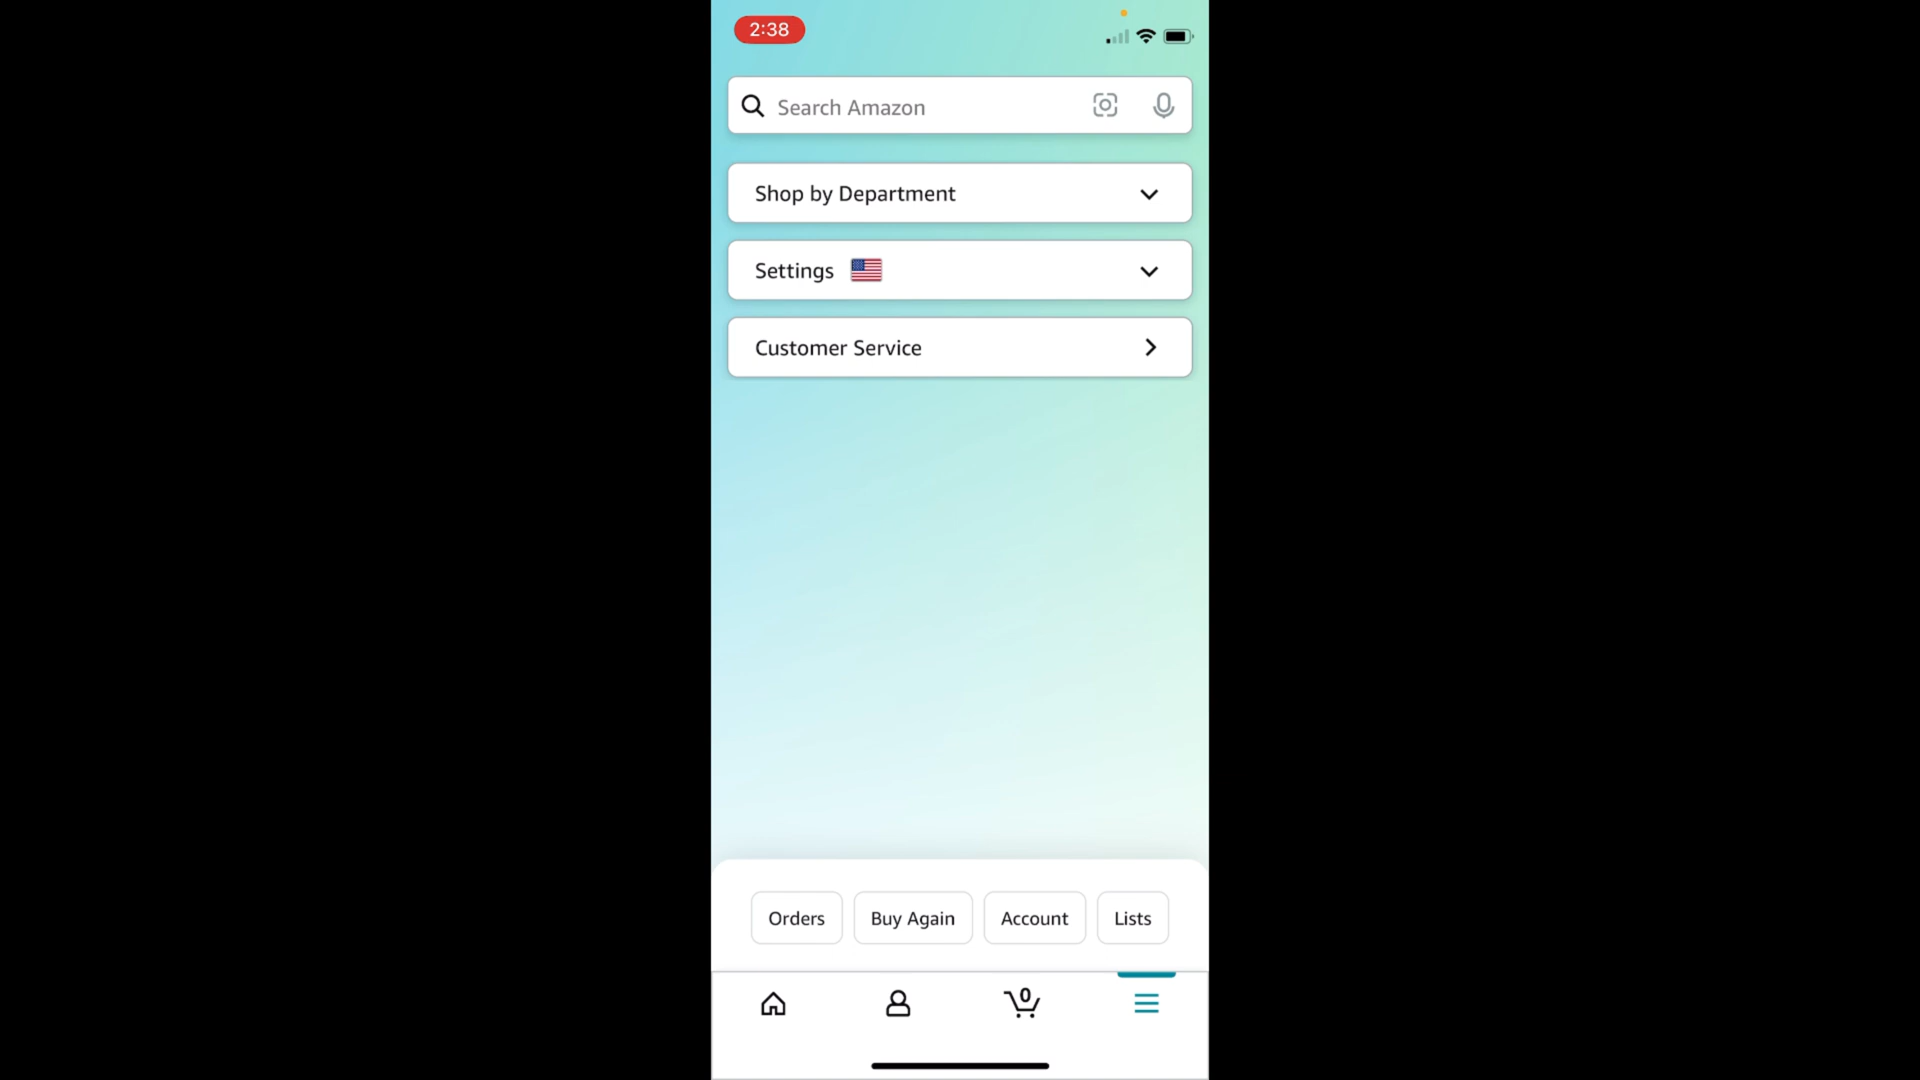 2:38
Search Amazon
Shop by Department
Settings
Customer Service
Orders Buy Again Account Lists
0